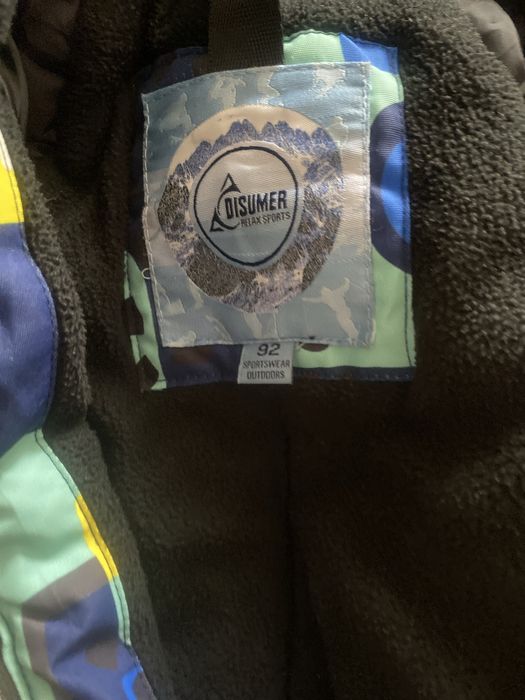 DISUMER
RELAX SPORTS
92
SPORTSWEAR
OUTDOORS